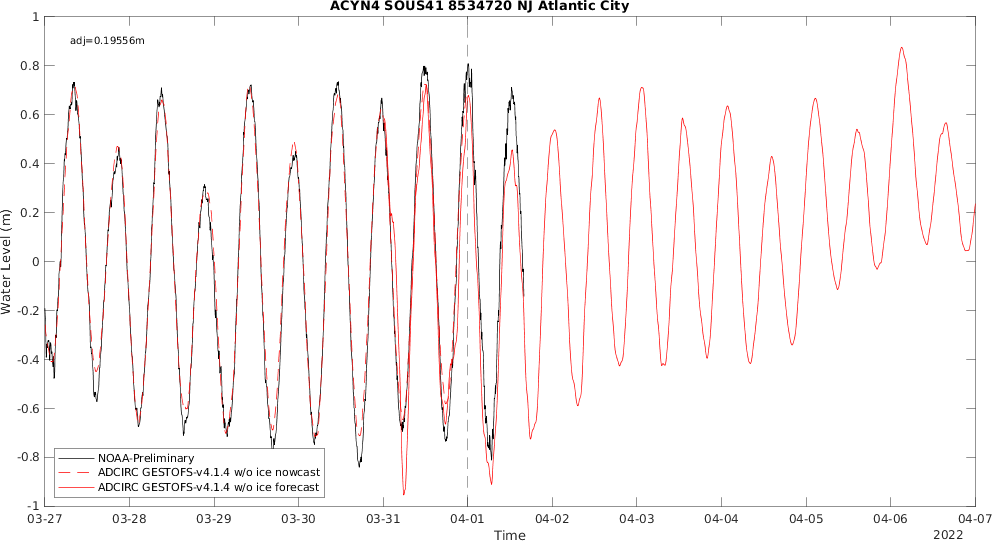 ACYN4 SOUS41 8534720 NJ Atlantic City
adj=0.19556m
Water Level (m)
1
0.8
0.6
0.4
0.2
0
-0.2
-0.4
-0.6
-0.8
-1
NOAA-Preliminary
ADCIRC GESTOFS-v4.1.4 w/o ice nowcast
ADCIRC GESTOFS-v4.1.4 w/o ice forecast
03-27 03-28 03-29 03-30 03-31 04-01 04-02 04-03 04-04 04-05 04-06 04-07
Time
2022